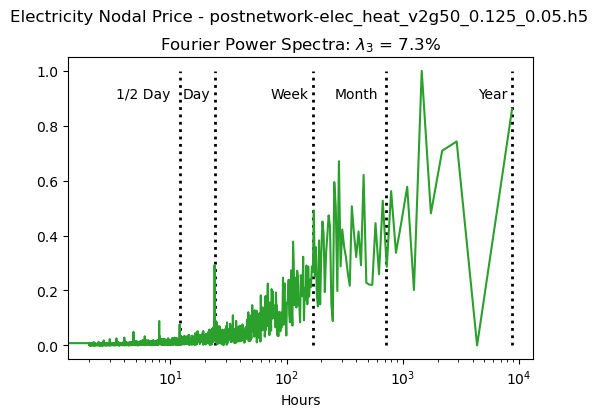 Electricity Nodal Price - postnetwork-elec_heat_v2g50_0.125_0.05.h5
Fourier Power Spectra: λ₃ = 7.3%
1.0
1/2 Day Day Week Month Year
0.8
0.6
0.4
0.2
0.0
10¹ 10² 10³ 10⁴
Hours